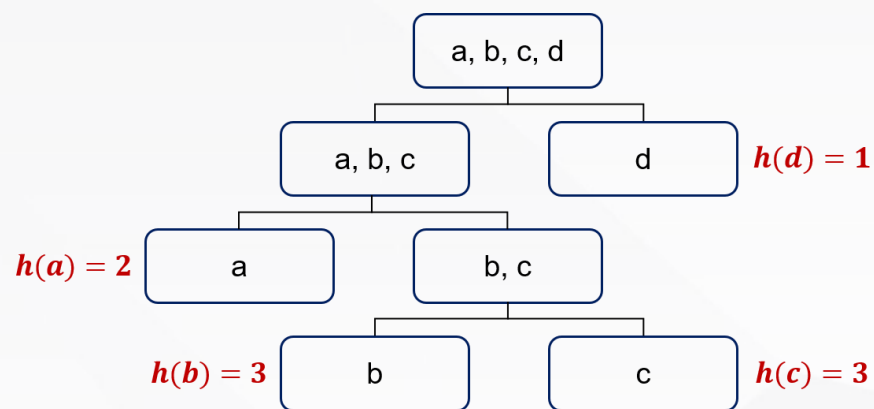 a, b, c, d
a, b, c
d
h(d) = 1
h(a) = 2
a
b, c
h(b) = 3
b
c
h(c) = 3